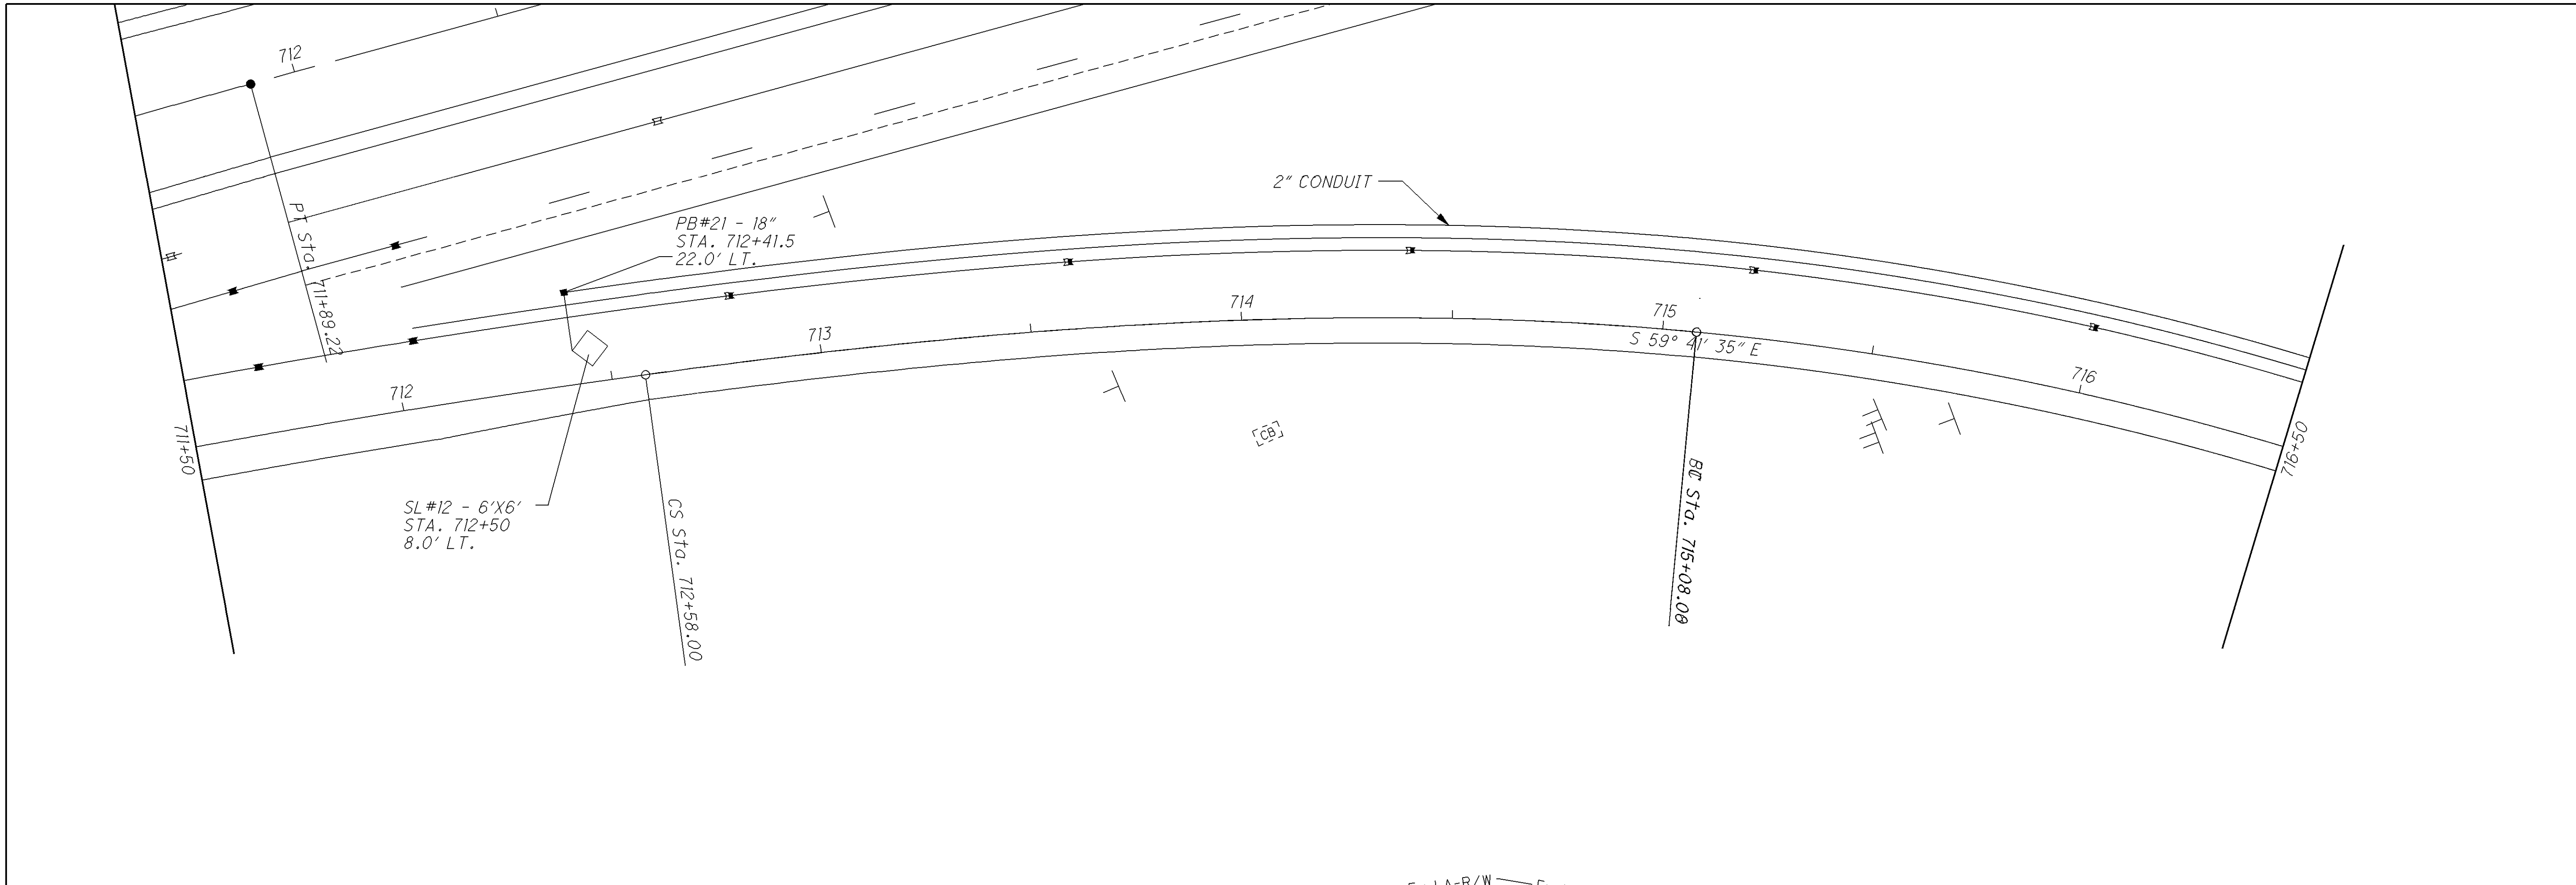 712
PT Sta. 711+89.22
2" CONDUIT
PB#21 - 18"
STA. 712+41.5
22.0' LT.
712
713
714
715
716
S 59° 41' 35" E
711+50
716+50
CB
SL#12 - 6'X6'
STA. 712+50
8.0' LT.
CS Sta. 712+58.00
Sta. 715+08.00